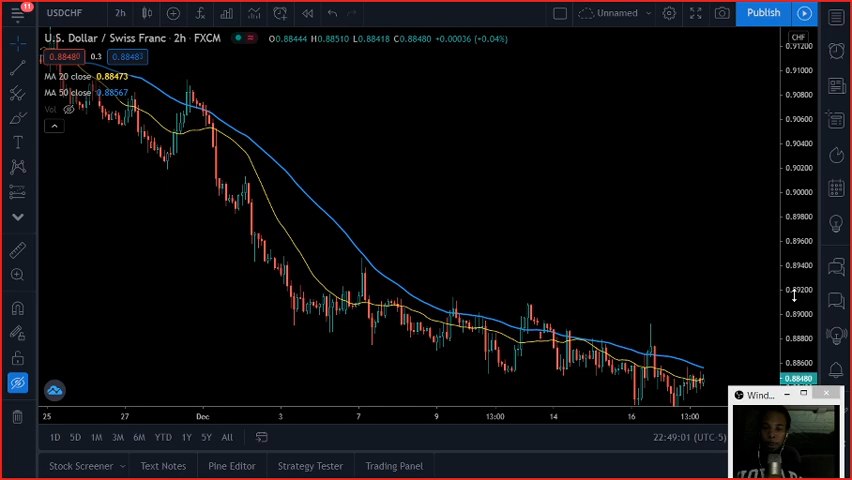 11 USDCHF 2h Unnamed Publish
U.S. Dollar / Swiss Franc · 2h · FXCM O0.88444 H0.88510 L0.88418 C0.88480 +0.00036 (+0.04%) CHF
0.91200
0.88480 0.3 0.88483
0.91000
MA 20 close 0.88473
MA 50 close 0.88567
0.90800
Vol
0.90600
0.90400
0.90200
0.90000
0.89800
0.89600
0.89400
0.89200
0.89000
0.88800
0.88600
0.88480
Wind...
25 27 Dec 3 7 9 13:00 14 16 13:00
1D 5D 1M 3M 6M YTD 1Y 5Y All 22:49:01 (UTC-5)
Stock Screener Text Notes Pine Editor Strategy Tester Trading Panel